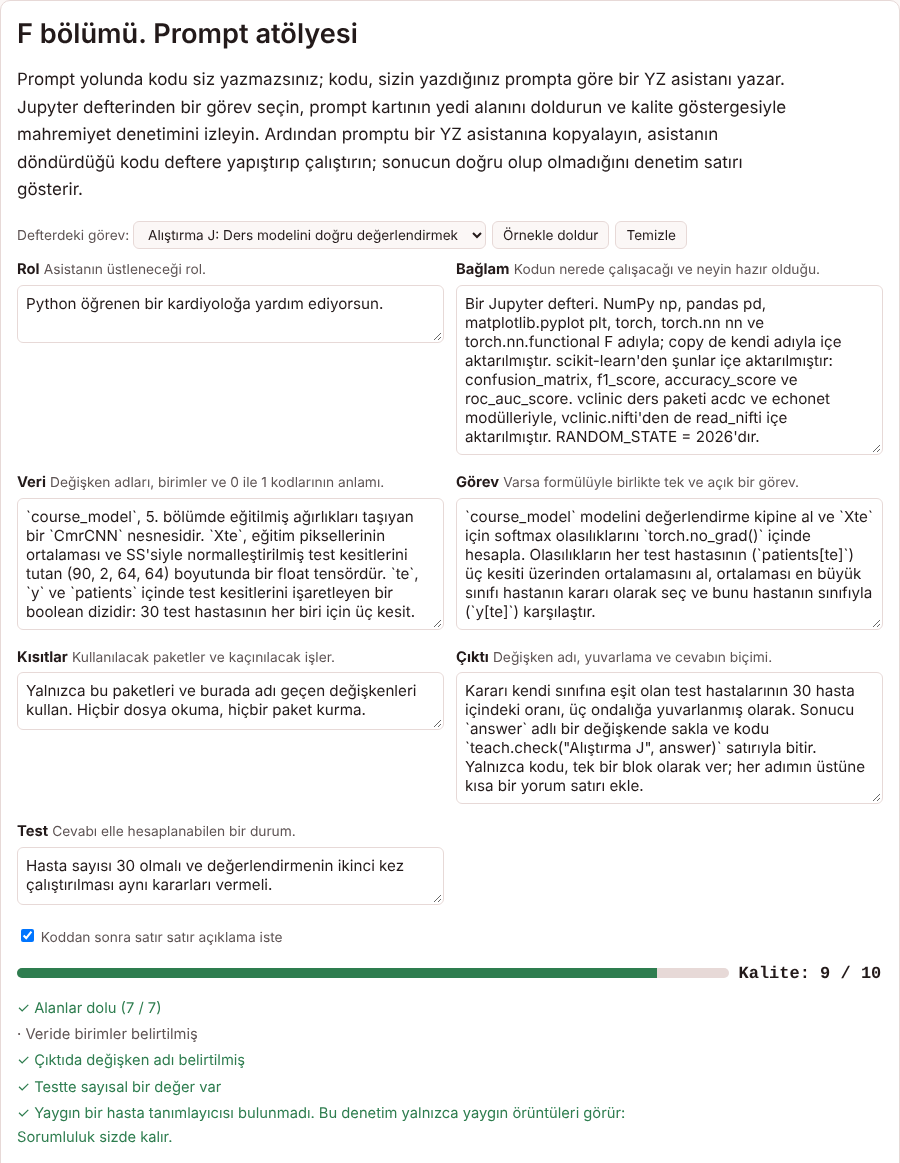 F bölümü. Prompt atölyesi
Prompt yolunda kodu siz yazmazsınız; kodu, sizin yazdığınız prompta göre bir YZ asistanı yazar.
Jupyter defterinden bir görev seçin, prompt kartının yedi alanını doldurun ve kalite göstergesiyle
mahremiyet denetimini izleyin. Ardından promptu bir YZ asistanına kopyalayın, asistanın
döndürdüğü kodu deftere yapıştırıp çalıştırın; sonucun doğru olup olmadığını denetim satırı
gösterir.
Defterdeki görev: Alıştırma J: Ders modelini doğru değerlendirmek Örnekle doldur Temizle
Rol Asistanın üstleneceği rol.
Python öğrenen bir kardiyoloğa yardım ediyorsun.
Bağlam Kodun nerede çalışacağı ve neyin hazır olduğu.
Bir Jupyter defteri. NumPy np, pandas pd,
matplotlib.pyplot plt, torch, torch.nn nn ve
torch.nn.functional F adıyla; copy de kendi adıyla içe
aktarılmıştır. scikit-learn'den şunlar içe aktarılmıştır:
confusion_matrix, f1_score, accuracy_score ve
roc_auc_score. vclinic ders paketi acdc ve echonet
modülleriyle, vclinic.nifti'den de read_nifti içe
aktarılmıştır. RANDOM_STATE = 2026'dır.
Veri Değişken adları, birimler ve 0 ile 1 kodlarının anlamı.
`course_model`, 5. bölümde eğitilmiş ağırlıkları taşıyan
bir `CmrCNN` nesnesidir. `Xte`, eğitim piksellerinin
ortalaması ve SS'siyle normalleştirilmiş test kesitlerini
tutan (90, 2, 64, 64) boyutunda bir float tensördür. `te`,
`y` ve `patients` içinde test kesitlerini işaretleyen bir
boolean dizidir: 30 test hastasının her biri için üç kesit.
Görev Varsa formülüyle birlikte tek ve açık bir görev.
`course_model` modelini değerlendirme kipine al ve `Xte`
için softmax olasılıklarını `torch.no_grad()` içinde
hesapla. Olasılıkların her test hastasının (`patients[te]`)
üç kesiti üzerinden ortalamasını al, ortalaması en büyük
sınıfı hastanın kararı olarak seç ve bunu hastanın sınıfıyla
(`y[te]`) karşılaştır.
Kısıtlar Kullanılacak paketler ve kaçınılacak işler.
Yalnızca bu paketleri ve burada adı geçen değişkenleri
kullan. Hiçbir dosya okuma, hiçbir paket kurma.
Çıktı Değişken adı, yuvarlama ve cevabın biçimi.
Kararı kendi sınıfına eşit olan test hastalarının 30 hasta
içindeki oranı, üç ondalığa yuvarlanmış olarak. Sonucu
`answer` adlı bir değişkende sakla ve kodu
`teach.check("Alıştırma J", answer)` satırıyla bitir.
Yalnızca kodu, tek bir blok olarak ver; her adımın üstüne
kısa bir yorum satırı ekle.
Test Cevabı elle hesaplanabilen bir durum.
Hasta sayısı 30 olmalı ve değerlendirmenin ikinci kez
çalıştırılması aynı kararları vermeli.
Koddan sonra satır satır açıklama iste
Kalite: 9 / 10
✓ Alanlar dolu (7 / 7)
· Veride birimler belirtilmiş
✓ Çıktıda değişken adı belirtilmiş
✓ Testte sayısal bir değer var
✓ Yaygın bir hasta tanımlayıcısı bulunmadı. Bu denetim yalnızca yaygın örüntüleri görür:
Sorumluluk sizde kalır.